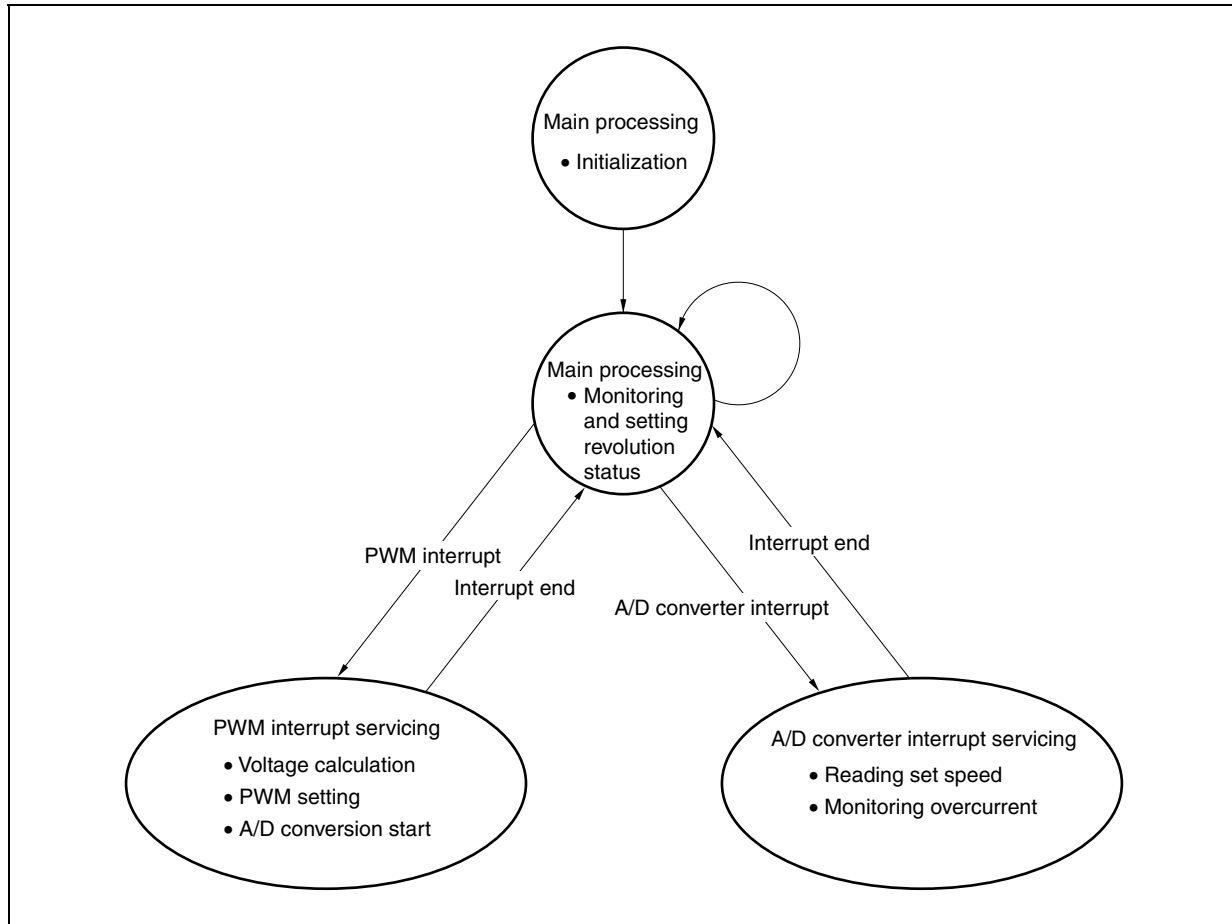 Main processing
• Initialization
Main processing
• Monitoring
and setting
revolution
status
PWM interrupt
Interrupt end
Interrupt end
A/D converter interrupt
PWM interrupt servicing
• Voltage calculation
• PWM setting
• A/D conversion start
A/D converter interrupt servicing
• Reading set speed
• Monitoring overcurrent